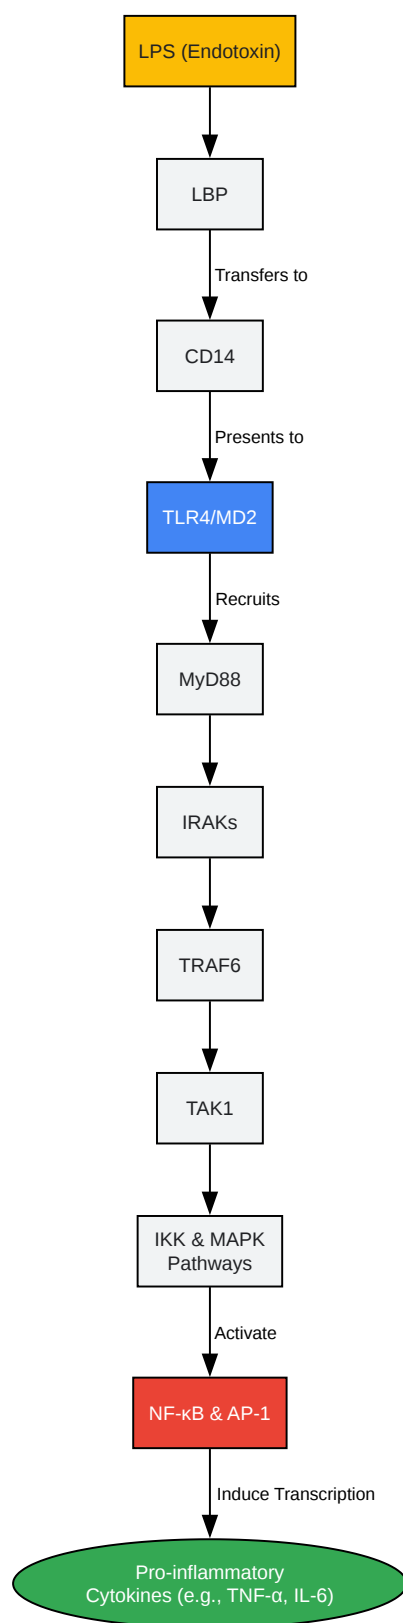 LPS (Endotoxin)
LBP
Transfers to
CD14
Presents to
TLR4/MD2
Recruits
MyD88
IRAKs
TRAF6
TAK1
IKK & MAPK
Pathways
Activate
NF-κB & AP-1
Induce Transcription
Pro-inflammatory
Cytokines (e.g., TNF-α, IL-6)